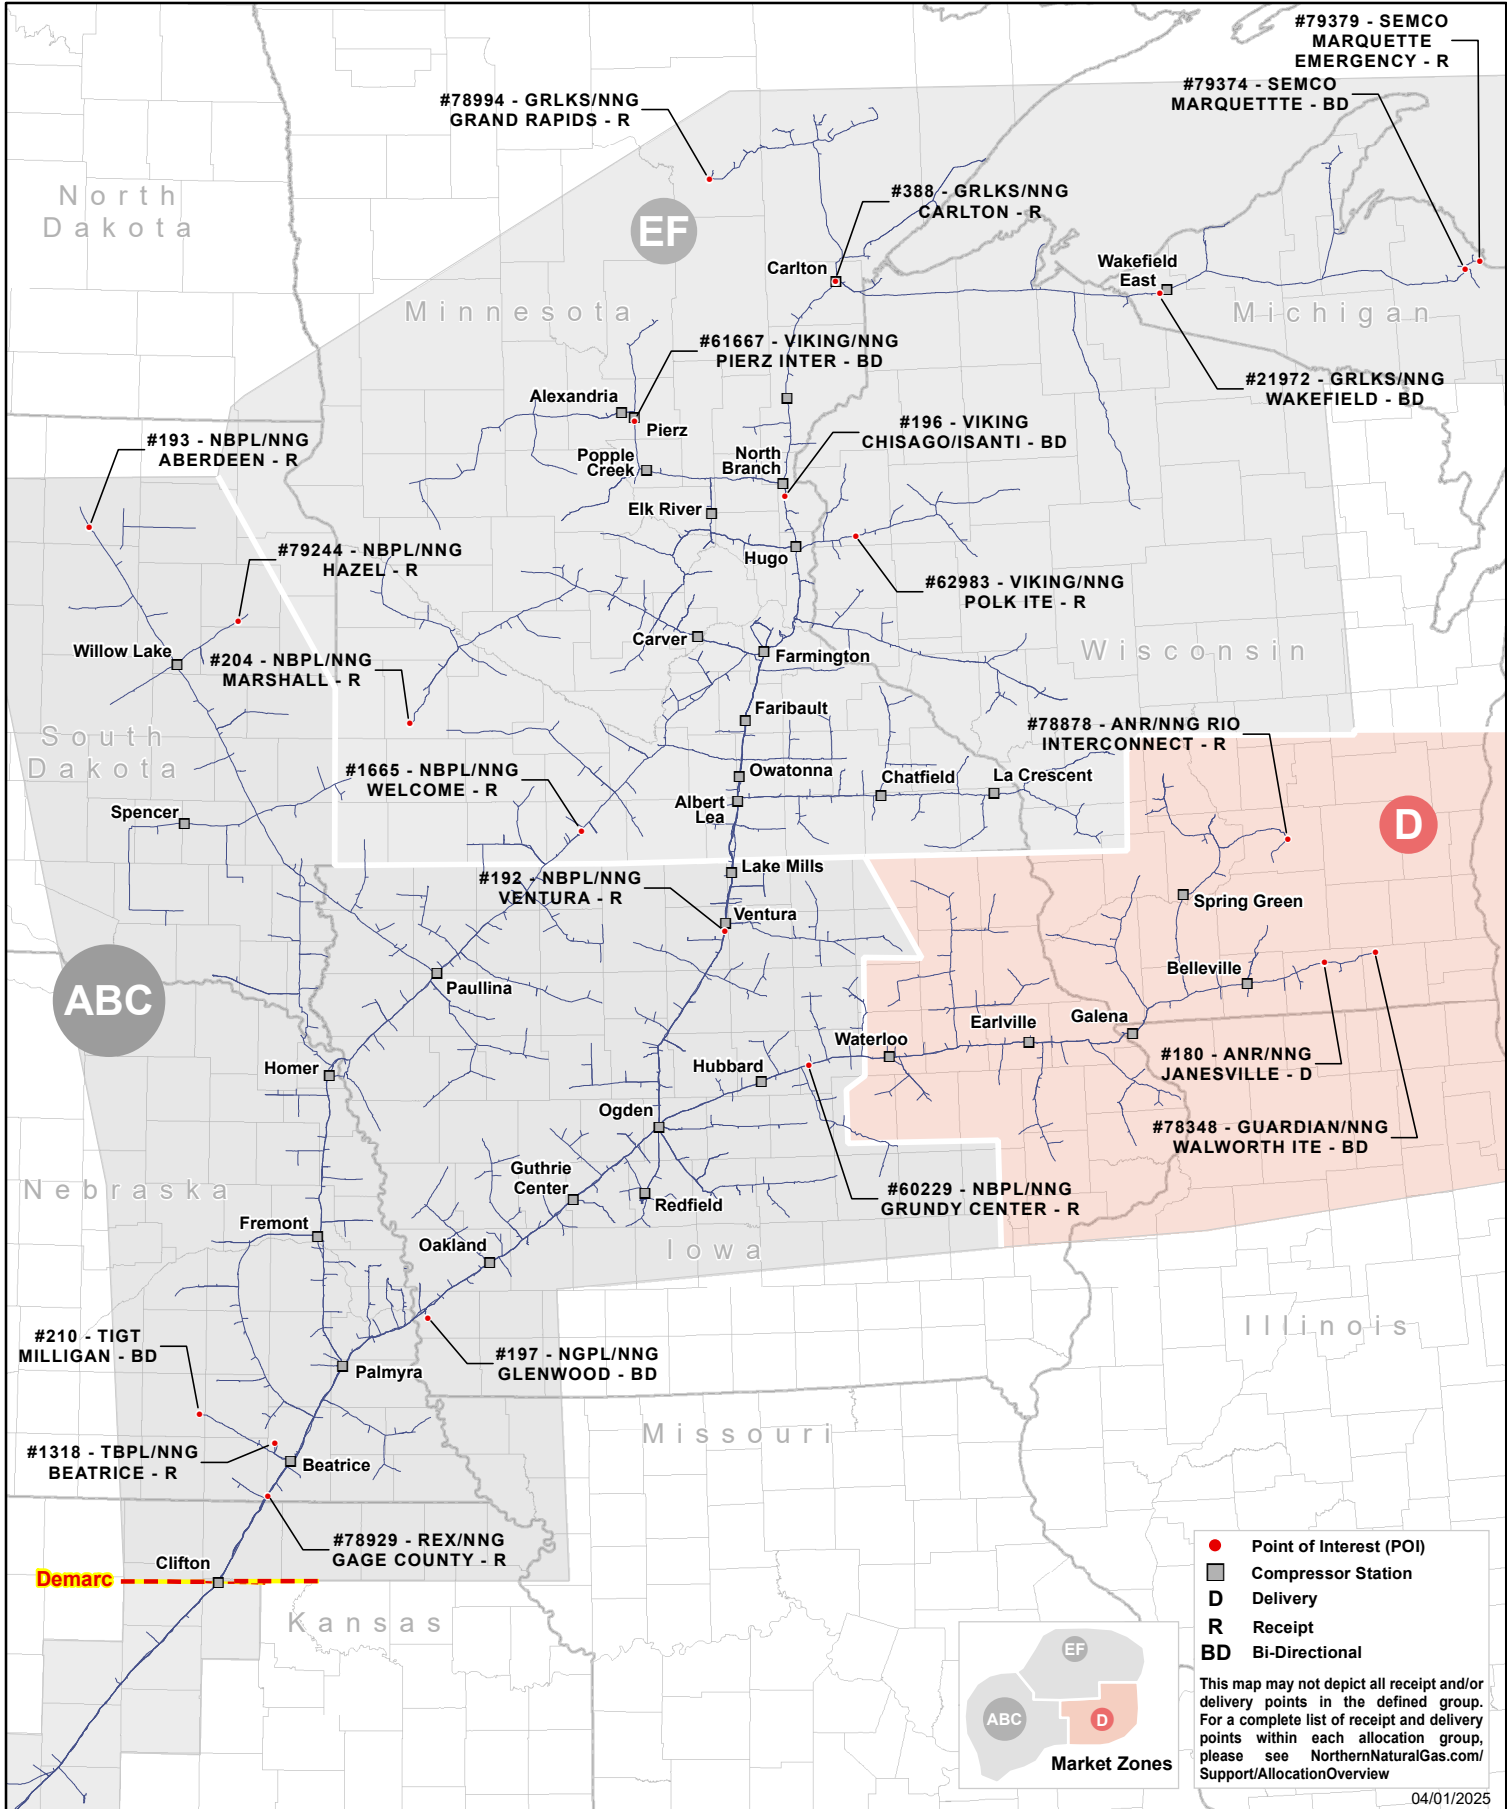 #79379 - SEMCO
MARQUETTE
EMERGENCY - R
#79374 - SEMCO
MARQUETTTE - BD
#78994 - GRLKS/NNG
GRAND RAPIDS - R
North
Dakota
#388 - GRLKS/NNG
CARLTON - R
EF
Carlton
Wakefield
East
Minnesota
Michigan
#61667 - VIKING/NNG
PIERZ INTER - BD
#21972 - GRLKS/NNG
WAKEFIELD - BD
Alexandria
Pierz
#196 - VIKING
CHISAGO/ISANTI - BD
#193 - NBPL/NNG
ABERDEEN - R
Popple
Creek
North
Branch
Elk River
#79244 - NBPL/NNG
HAZEL - R
Hugo
#62983 - VIKING/NNG
POLK ITE - R
Carver
Willow Lake
Farmington
Wisconsin
#204 - NBPL/NNG
MARSHALL - R
Faribault
#78878 - ANR/NNG RIO
INTERCONNECT - R
South
Dakota
#1665 - NBPL/NNG
WELCOME - R
Owatonna
Chatfield
La Crescent
Albert
Lea
Spencer
D
Lake Mills
#192 - NBPL/NNG
VENTURA - R
Spring Green
Ventura
Belleville
Paullina
ABC
Earlville
Galena
Waterloo
#180 - ANR/NNG
JANESVILLE - D
Homer
Hubbard
Ogden
#78348 - GUARDIAN/NNG
WALWORTH ITE - BD
Guthrie
Center
Nebraska
#60229 - NBPL/NNG
GRUNDY CENTER - R
Redfield
Fremont
Oakland
Iowa
Illinois
#210 - TIGT
MILLIGAN - BD
#197 - NGPL/NNG
GLENWOOD - BD
Palmyra
Missouri
#1318 - TBPL/NNG
BEATRICE - R
Beatrice
#78929 - REX/NNG
GAGE COUNTY - R
Clifton
Demarc
Kansas
Point of Interest (POI)
Compressor Station
D Delivery
R Receipt
BD Bi-Directional
This map may not depict all receipt and/or
delivery points in the defined group.
For a complete list of receipt and delivery
points within each allocation group,
please see NorthernNaturalGas.com/
Support/AllocationOverview
EF
ABC
D
Market Zones
04/01/2025